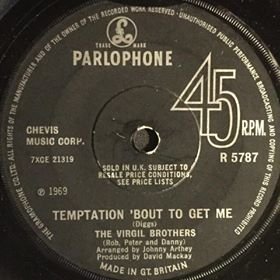 THE GRAMOPHONE CO. LTD. ALL RIGHTS OF THE MANUFACTURER AND OF THE OWNER OF THE RECORDED WORK RESERVED · UNAUTHORISED PUBLIC PERFORMANCE BROADCASTING AND COPYING OF THIS RECORD PROHIBITED
TRADE MARK
PARLOPHONE
45
R.P.M.
CHEVIS
MUSIC CORP.
7XCE 21319
R 5787
SOLD IN U.K. SUBJECT TO
RESALE PRICE CONDITIONS,
SEE PRICE LISTS
℗ 1969
TEMPTATION 'BOUT TO GET ME
(Diggs)
THE VIRGIL BROTHERS
(Rob, Peter and Danny)
Arranged by Johnny Arthey
Produced by David Mackay
MADE IN GT. BRITAIN